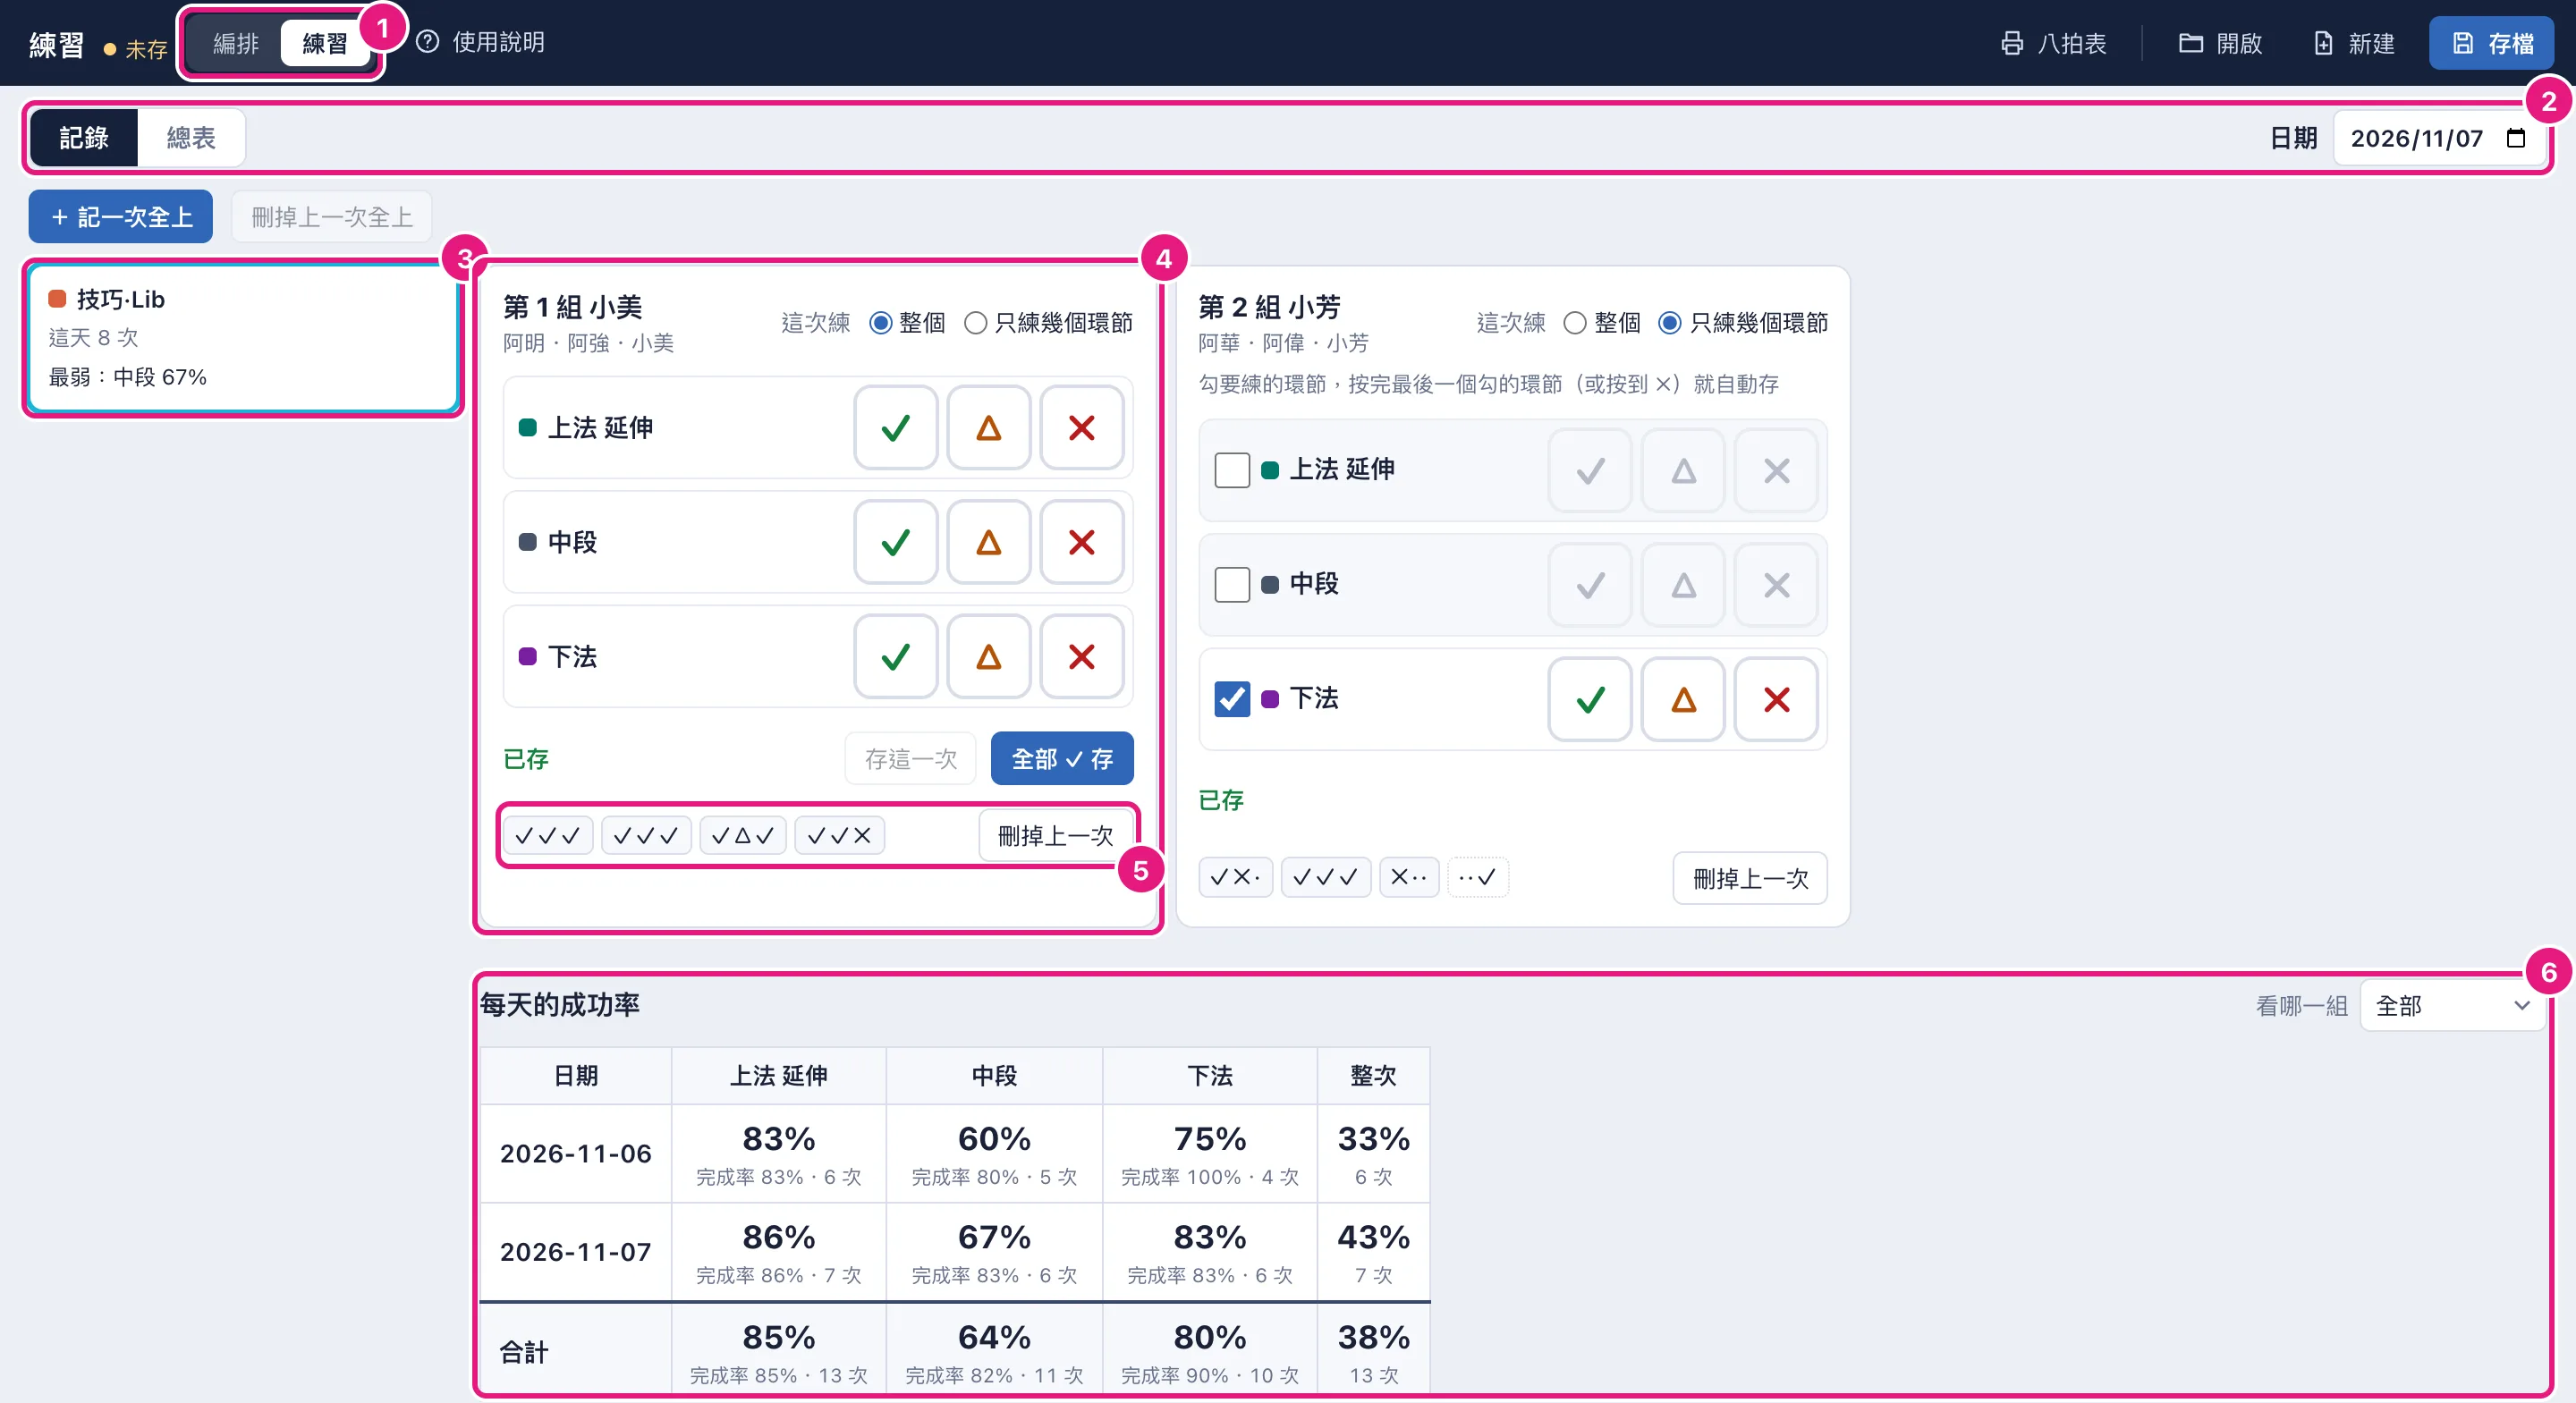 練習 未存 編排 練習 1 使用說明 八拍表 開啟 新建 存檔
2
記錄 總表 日期 2026/11/07
+ 記一次全上 刪掉上一次全上
3
技巧·Lib
這天 8 次
最弱：中段 67%
4
第 1 組 小美
阿明 · 阿強 · 小美
這次練 整個 只練幾個環節
上法 延伸 ✓ △ ✕
中段 ✓ △ ✕
下法 ✓ △ ✕
已存 存這一次 全部 ✓ 存
✓✓✓ ✓✓✓ ✓△✓ ✓✓✕ 刪掉上一次
5
第 2 組 小芳
阿華 · 阿偉 · 小芳
這次練 整個 只練幾個環節
勾要練的環節，按完最後一個勾的環節（或按到 ✕）就自動存
上法 延伸 ✓ △ ✕
中段 ✓ △ ✕
下法 ✓ △ ✕
已存
✓✕· ✓✓✓ ✕·· ··✓ 刪掉上一次
6
每天的成功率 看哪一組 全部
日期 上法 延伸 中段 下法 整次
2026-11-06 83% 60% 75% 33%
完成率 83% · 6 次 完成率 80% · 5 次 完成率 100% · 4 次 6 次
2026-11-07 86% 67% 83% 43%
完成率 86% · 7 次 完成率 83% · 6 次 完成率 83% · 6 次 7 次
合計 85% 64% 80% 38%
完成率 85% · 13 次 完成率 82% · 11 次 完成率 90% · 10 次 13 次